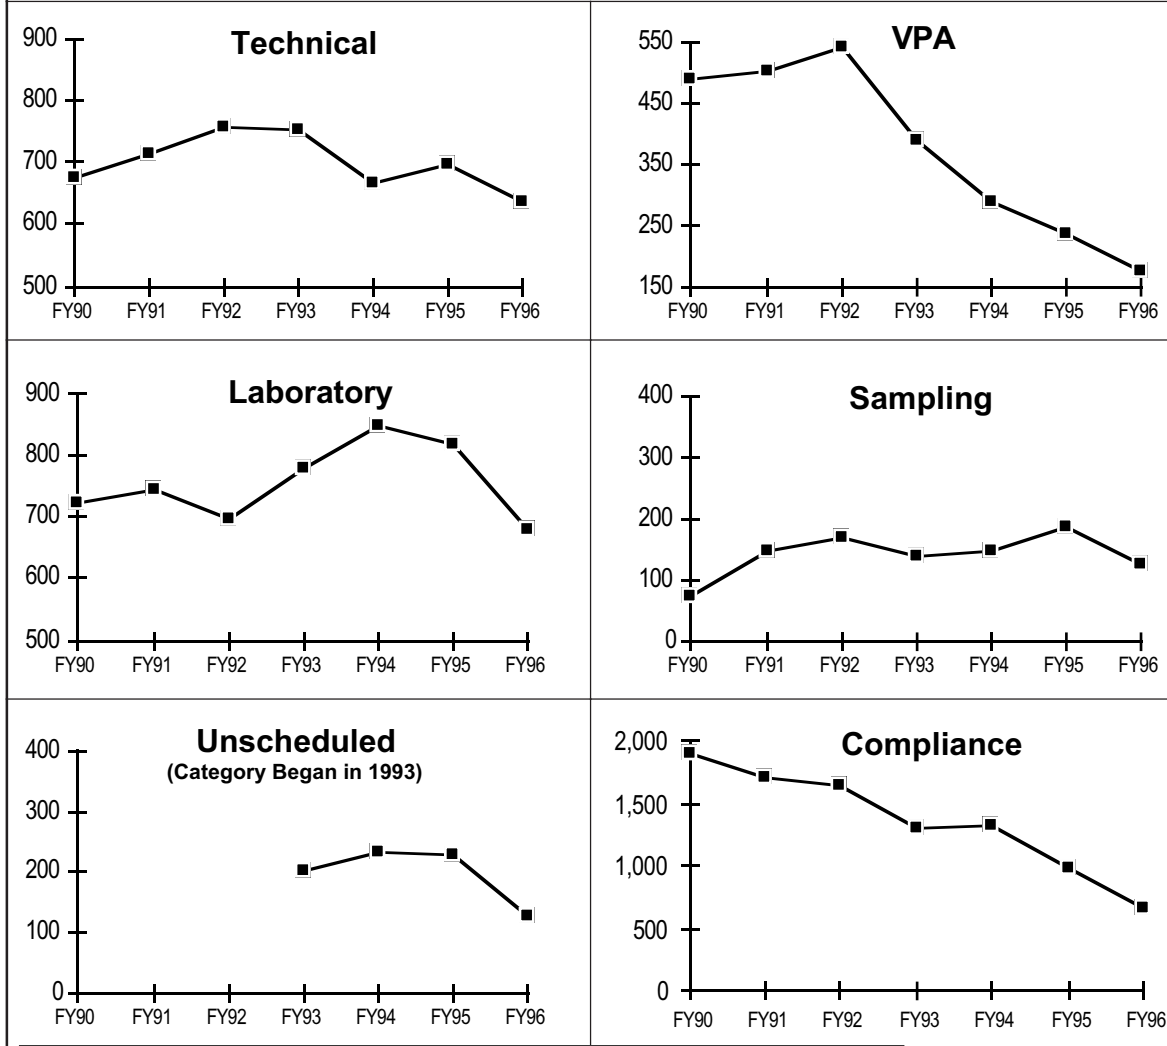 Technical
900
800
700
600
500
FY90 FY91 FY92 FY93 FY94 FY95 FY96
VPA
550
450
350
250
150
FY90 FY91 FY92 FY93 FY94 FY95 FY96
Laboratory
900
800
700
600
500
FY90 FY91 FY92 FY93 FY94 FY95 FY96
Sampling
400
300
200
100
0
FY90 FY91 FY92 FY93 FY94 FY95 FY96
Unscheduled
(Category Began in 1993)
400
300
200
100
0
FY90 FY91 FY92 FY93 FY94 FY95 FY96
Compliance
2,000
1,500
1,000
500
0
FY90 FY91 FY92 FY93 FY94 FY95 FY96